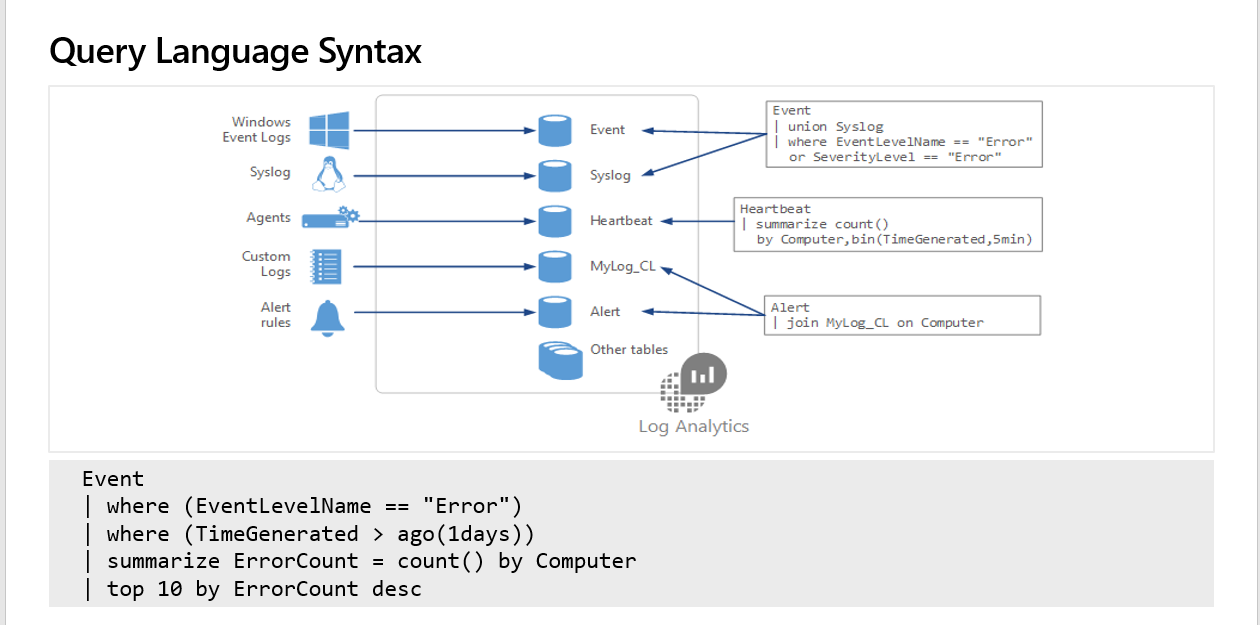 Query Language Syntax
Windows
Event Logs
Event
Event
| union Syslog
| where EventLevelName == "Error"
or SeverityLevel == "Error"
Syslog
Syslog
Agents
Heartbeat
Heartbeat
| summarize count()
by Computer,bin(TimeGenerated,5min)
Custom
Logs
MyLog_CL
Alert
rules
Alert
Alert
| join MyLog_CL on Computer
Other tables
Log Analytics
Event
| where (EventLevelName == "Error")
| where (TimeGenerated > ago(1days))
| summarize ErrorCount = count() by Computer
| top 10 by ErrorCount desc